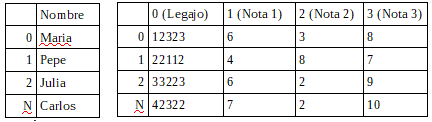 Nombre
0 Maria
1 Pepe
2 Julia
N Carlos
0 (Legajo) 1 (Nota 1) 2 (Nota 2) 3 (Nota 3)
0 12323 6 3 8
1 22112 4 8 7
2 33223 6 2 9
N 42322 7 2 10